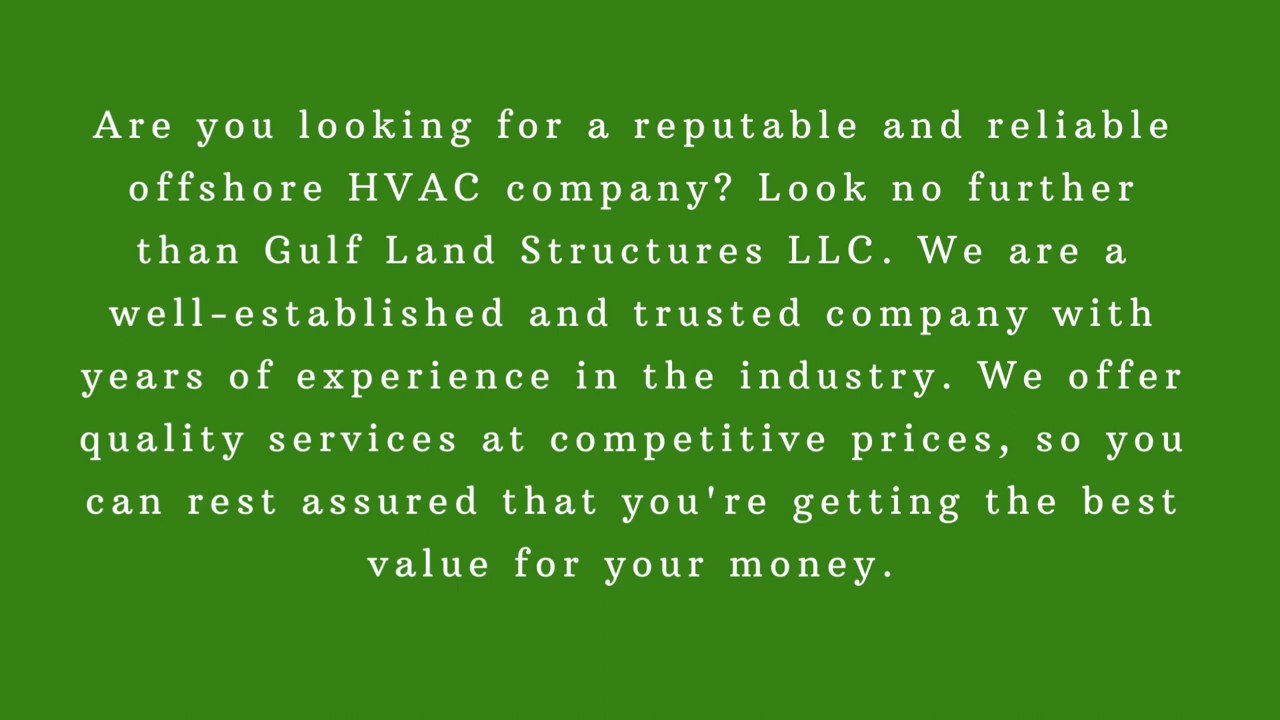 Are you looking for a reputable and reliable
offshore HVAC company? Look no further
than Gulf Land Structures LLC. We are a
well-established and trusted company with
years of experience in the industry. We offer
quality services at competitive prices, so you
can rest assured that you're getting the best
value for your money.